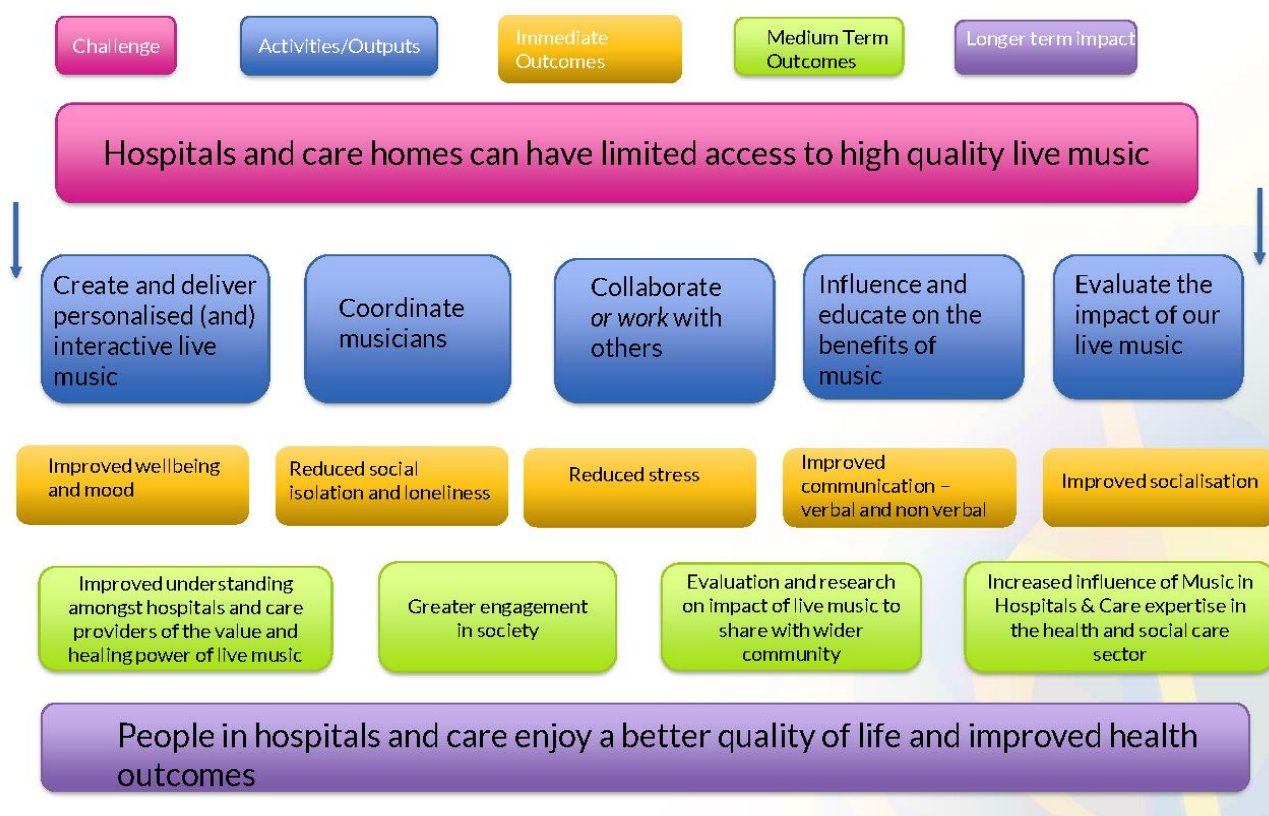 Challenge
Activities/Outputs
Immediate
Outcomes
Medium Term
Outcomes
Longer term impact
Hospitals and care homes can have limited access to high quality live music
Create and deliver
personalised (and)
interactive live
music
Coordinate
musicians
Collaborate
or work with
others
Influence and
educate on the
benefits of
music
Evaluate the
impact of our
live music
Improved wellbeing
and mood
Reduced social
isolation and loneliness
Reduced stress
Improved
communication –
verbal and non verbal
Improved socialisation
Improved understanding
amongst hospitals and care
providers of the value and
healing power of live music
Greater engagement
in society
Evaluation and research
on impact of live music to
share with wider
community
Increased influence of Music in
Hospitals & Care expertise in
the health and social care
sector
People in hospitals and care enjoy a better quality of life and improved health
outcomes